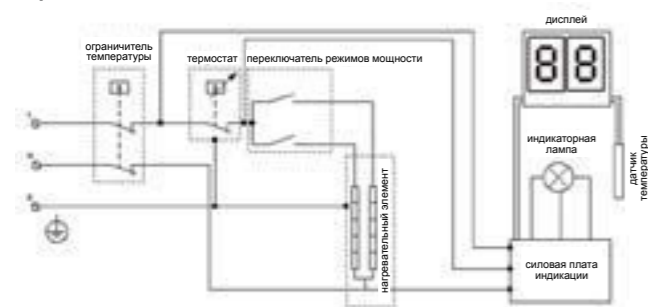 дисплей
88
ограничитель
температуры
термостат
переключатель режимов мощности
индикаторная
лампа
датчик
температуры
нагревательный элемент
силовая плата
индикации